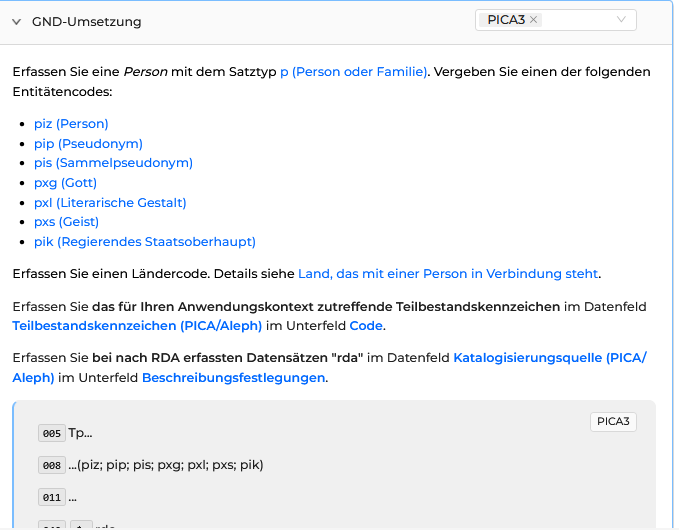 GND-Umsetzung
PICA3 ×
Erfassen Sie eine Person mit dem Satztyp p (Person oder Familie). Vergeben Sie einen der folgenden
Entitätencodes:
piz (Person)
pip (Pseudonym)
pis (Sammelpseudonym)
pxg (Gott)
pxl (Literarische Gestalt)
pxs (Geist)
pik (Regierendes Staatsoberhaupt)
Erfassen Sie einen Ländercode. Details siehe Land, das mit einer Person in Verbindung steht.
Erfassen Sie das für Ihren Anwendungskontext zutreffende Teilbestandskennzeichen im Datenfeld
Teilbestandskennzeichen (PICA/Aleph) im Unterfeld Code.
Erfassen Sie bei nach RDA erfassten Datensätzen "rda" im Datenfeld Katalogisierungsquelle (PICA/
Aleph) im Unterfeld Beschreibungsfestlegungen.
PICA3
005 Tp...
008 ...(piz; pip; pis; pxg; pxl; pxs; pik)
011 ...